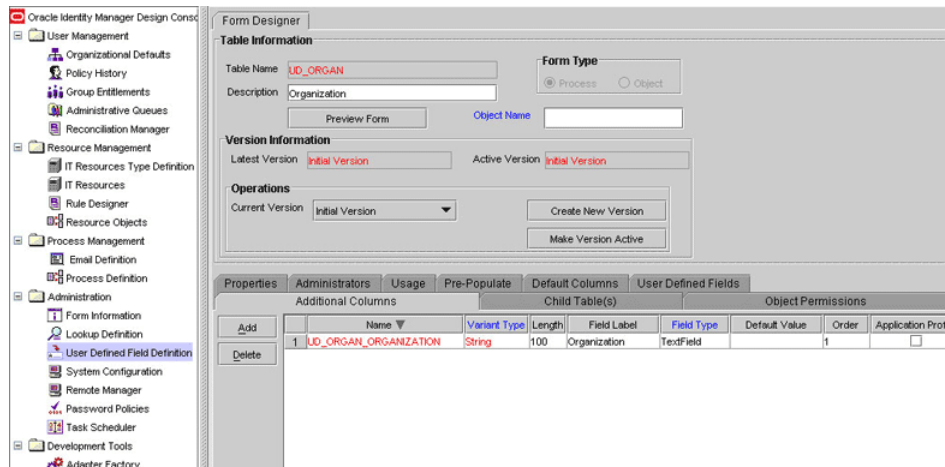 Oracle Identity Manager Design Conso
User Management
Organizational Defaults
Policy History
Group Entitlements
Administrative Queues
Reconciliation Manager
Resource Management
IT Resources Type Definition
IT Resources
Rule Designer
Resource Objects
Process Management
Email Definition
Process Definition
Administration
Form Information
Lookup Definition
User Defined Field Definition
System Configuration
Remote Manager
Password Policies
Task Scheduler
Development Tools
Adapter Factory
Form Designer
Table Information
Table Name UD_ORGAN
Form Type
Process Object
Description Organization
Preview Form Object Name
Version Information
Latest Version Initial Version Active Version Initial Version
Operations
Current Version Initial Version Create New Version
Make Version Active
Properties Administrators Usage Pre-Populate Default Columns User Defined Fields
Additional Columns Child Table(s) Object Permissions
Add Name Variant Type Length Field Label Field Type Default Value Order Application Prof
1 UD_ORGAN_ORGANIZATION String 100 Organization TextField 1
Delete